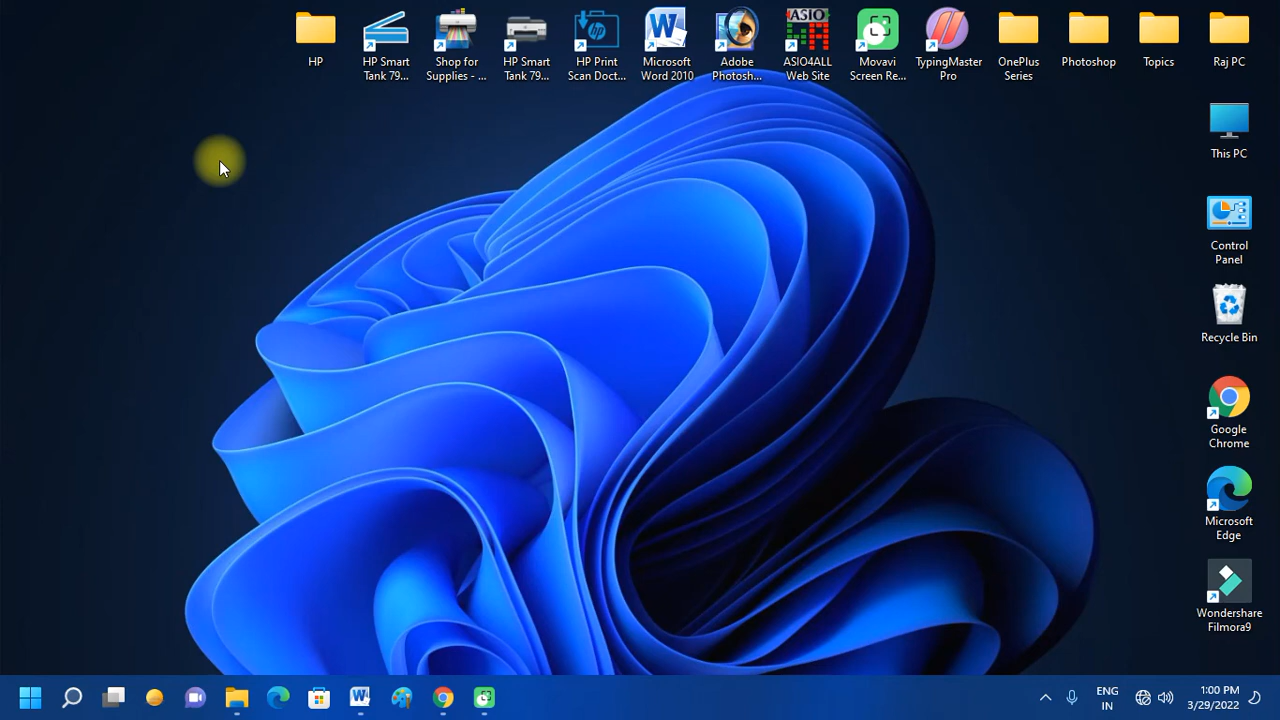 HP
HP Smart
Tank 79...
Shop for
Supplies - ...
HP Smart
Tank 79...
HP Print
Scan Doct...
Microsoft
Word 2010
Adobe
Photosh...
ASIO4ALL
Web Site
Movavi
Screen Re...
TypingMaster
Pro
OnePlus
Series
Photoshop
Topics
Raj PC
ASIO
This PC
Control
Panel
Recycle Bin
Google
Chrome
Microsoft
Edge
Wondershare
Filmora9
ENG
IN
1:00 PM
3/29/2022